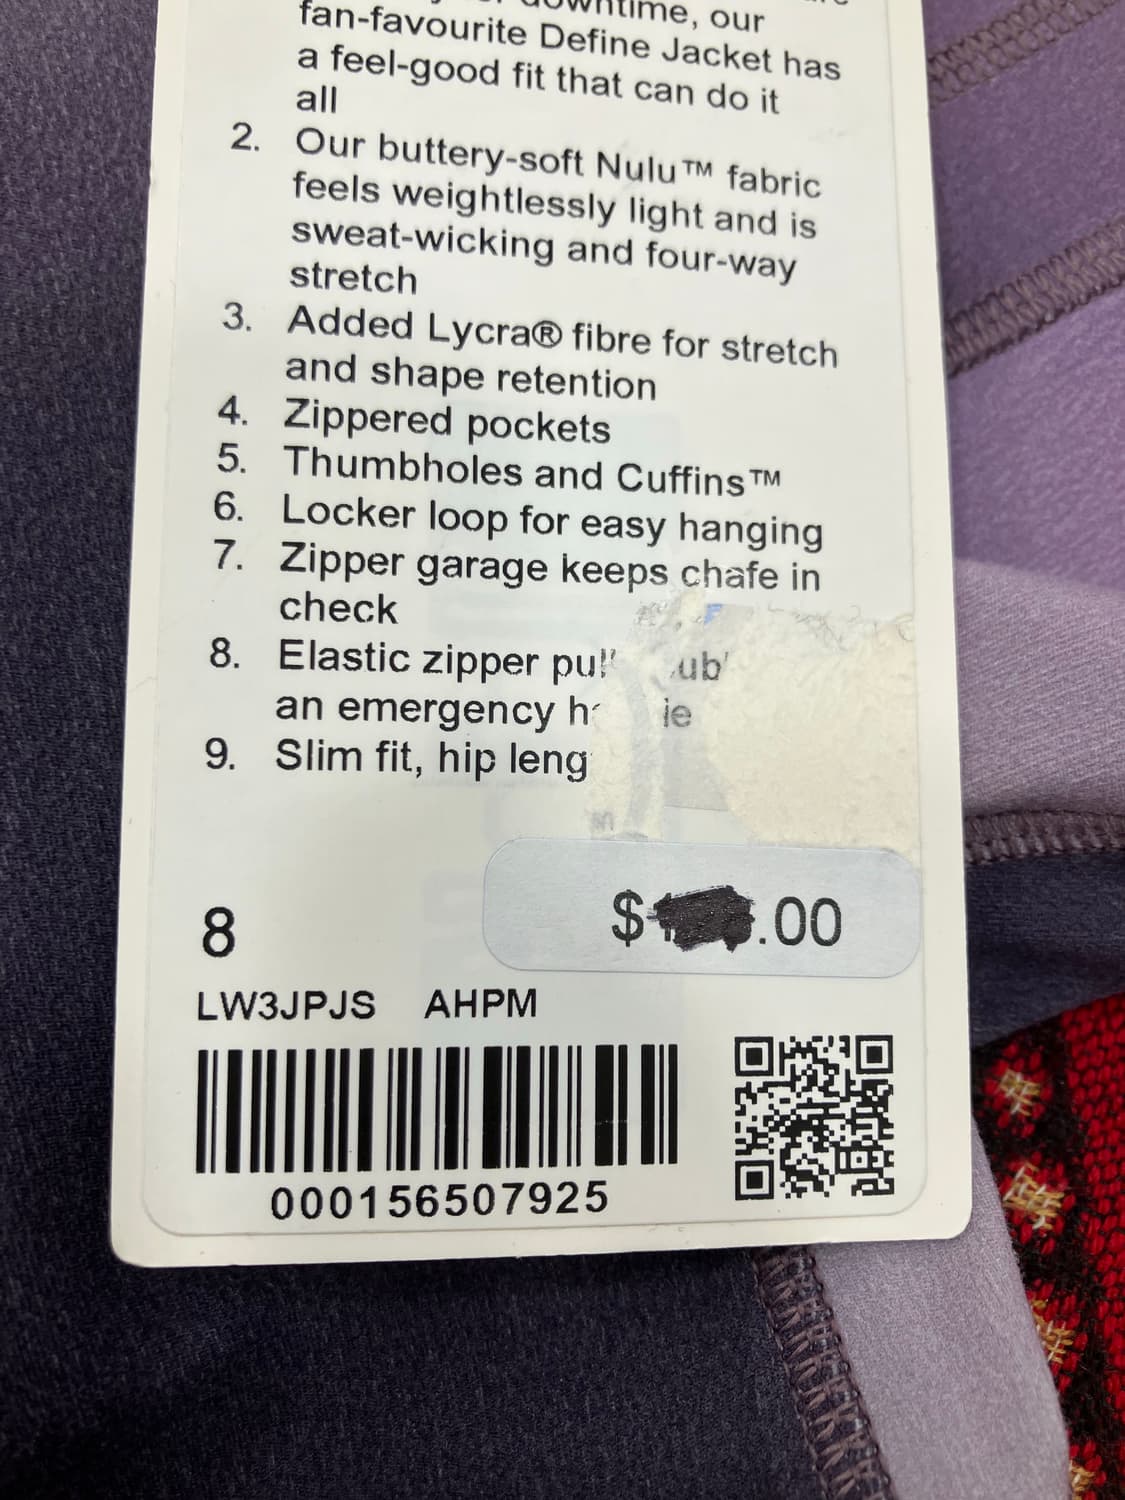 downtime, our
fan-favourite Define Jacket has
a feel-good fit that can do it
all
2. Our buttery-soft Nulu™ fabric
feels weightlessly light and is
sweat-wicking and four-way
stretch
3. Added Lycra® fibre for stretch
and shape retention
4. Zippered pockets
5. Thumbholes and Cuffins™
6. Locker loop for easy hanging
7. Zipper garage keeps chafe in
check
8. Elastic zipper
an emergency
9. Slim fit, hip
$ .00
8
LW3JPJS AHPM
000156507925